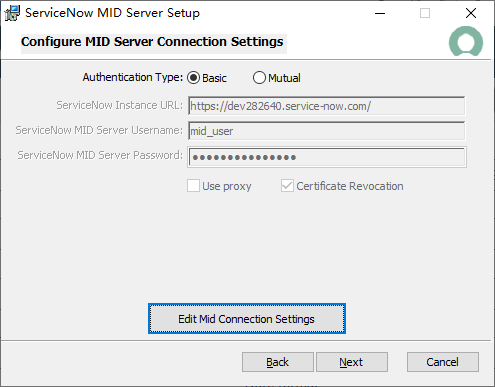 ServiceNow MID Server Setup
Configure MID Server Connection Settings
Authentication Type: Basic Mutual
ServiceNow Instance URL: https://dev282640.service-now.com/
ServiceNow MID Server Username: mid_user
ServiceNow MID Server Password: ●●●●●●●●●●●●●●●
Use proxy Certificate Revocation
Edit Mid Connection Settings
Back Next Cancel